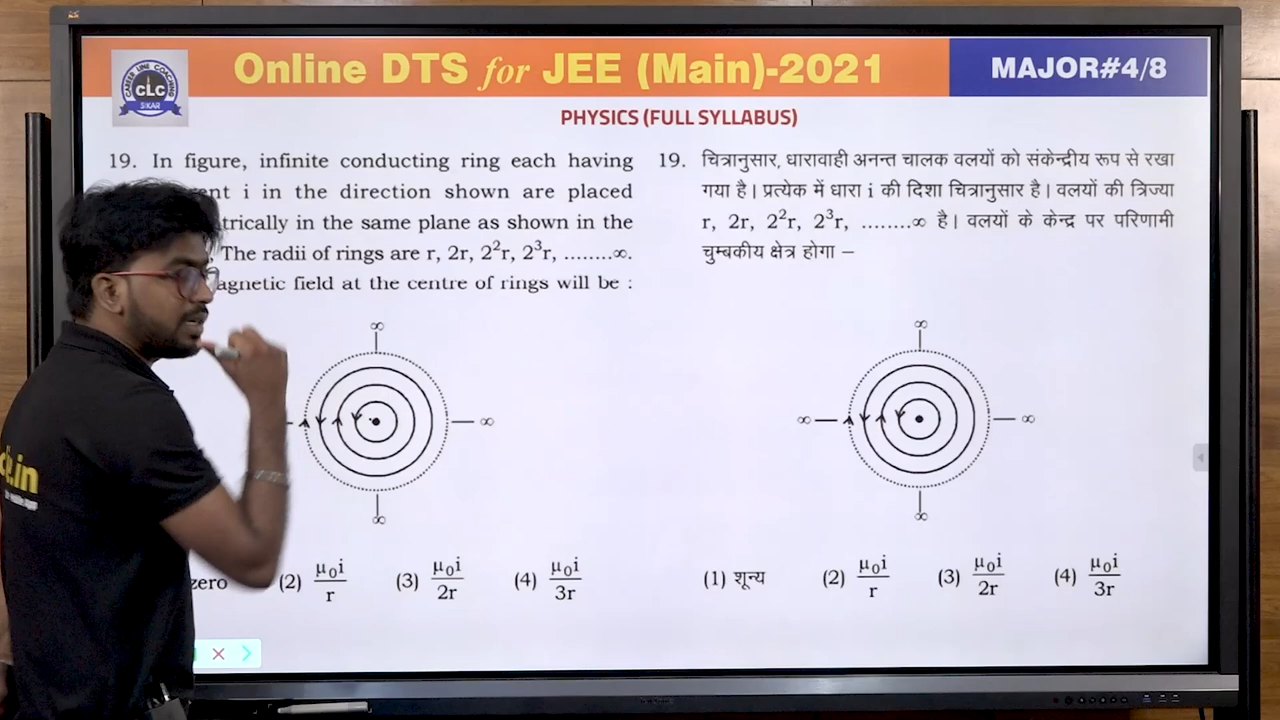 Online DTS for JEE (Main)-2021
MAJOR#4/8
CAREER LINE COACHING
CLC
SIKAR
PHYSICS (FULL SYLLABUS)
19. In figure, infinite conducting ring each having
i in the direction shown are placed
in the same plane as shown in the
The radii of rings are r, 2r, 2²r, 2³r, ........∞.
at the centre of rings will be :
∞
∞
∞
zero (2) μ₀i/r (3) μ₀i/2r (4) μ₀i/3r
19. चित्रानुसार, धारावाही अनन्त चालक वलयों को संकेन्द्रीय रूप से रखा
गया है। प्रत्येक में धारा i की दिशा चित्रानुसार है। वलयों की त्रिज्या
r, 2r, 2²r, 2³r, ........∞ है। वलयों के केन्द्र पर परिणामी
चुम्बकीय क्षेत्र होगा –
∞
∞
∞
∞
(1) शून्य (2) μ₀i/r (3) μ₀i/2r (4) μ₀i/3r